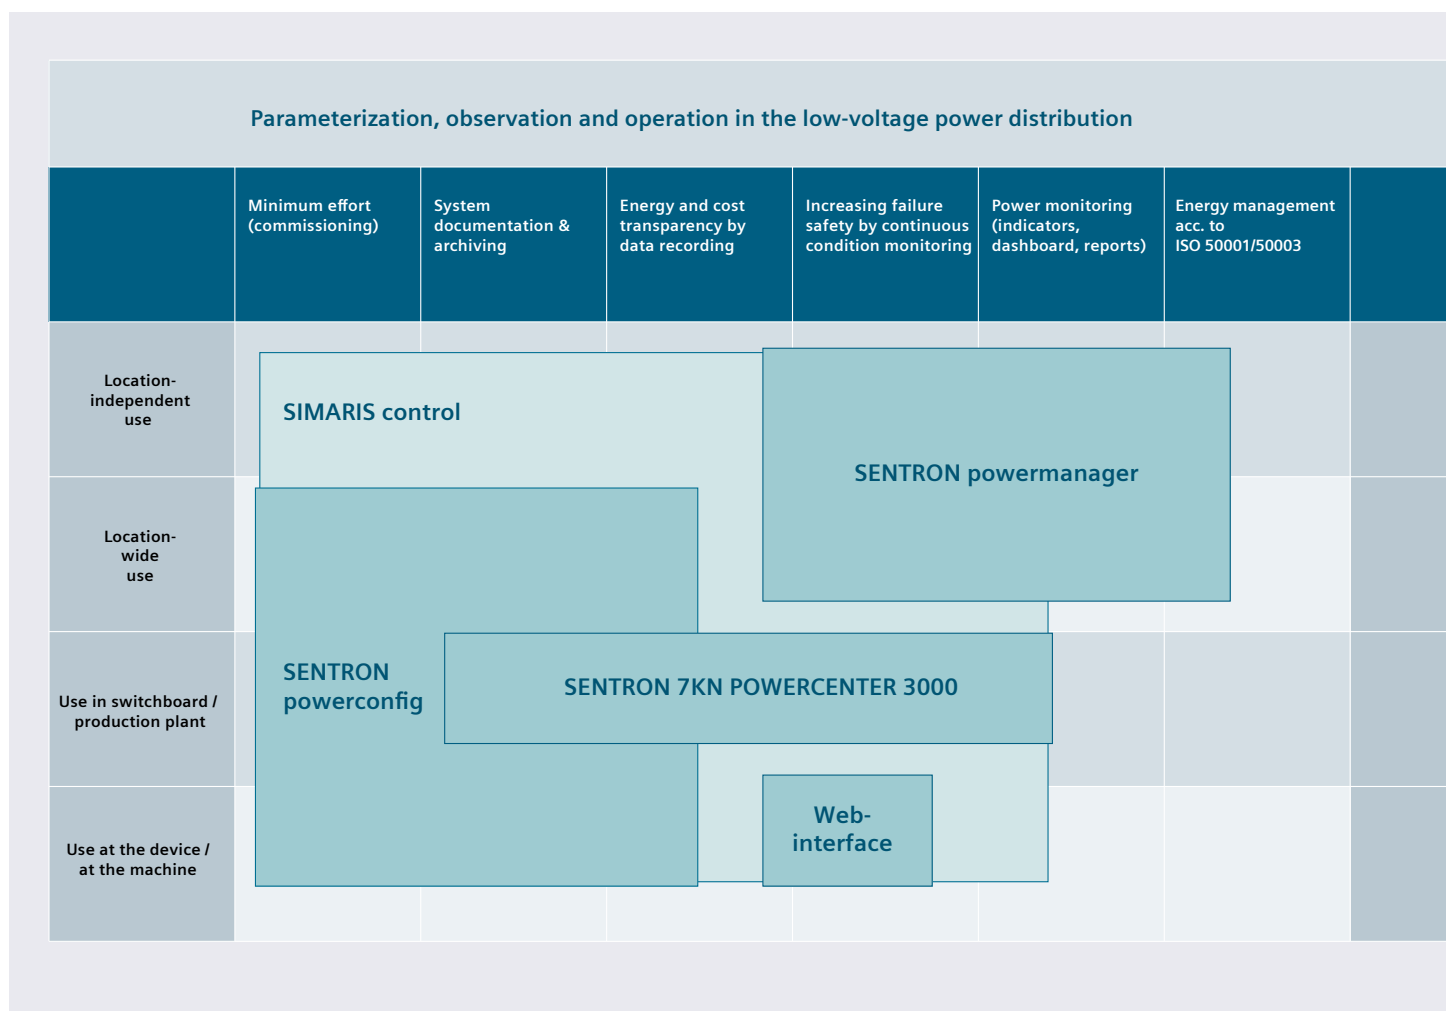 Parameterization, observation and operation in the low-voltage power distribution
Minimum effort
(commissioning)
System
documentation &
archiving
Energy and cost
transparency by
data recording
Increasing failure
safety by continuous
condition monitoring
Power monitoring
(indicators,
dashboard, reports)
Energy management
acc. to
ISO 50001/50003
Location-
independent
use
SIMARIS control
SENTRON powermanager
Location-
wide
use
Use in switchboard /
production plant
SENTRON
powerconfig
SENTRON 7KN POWERCENTER 3000
Use at the device /
at the machine
Web-
interface